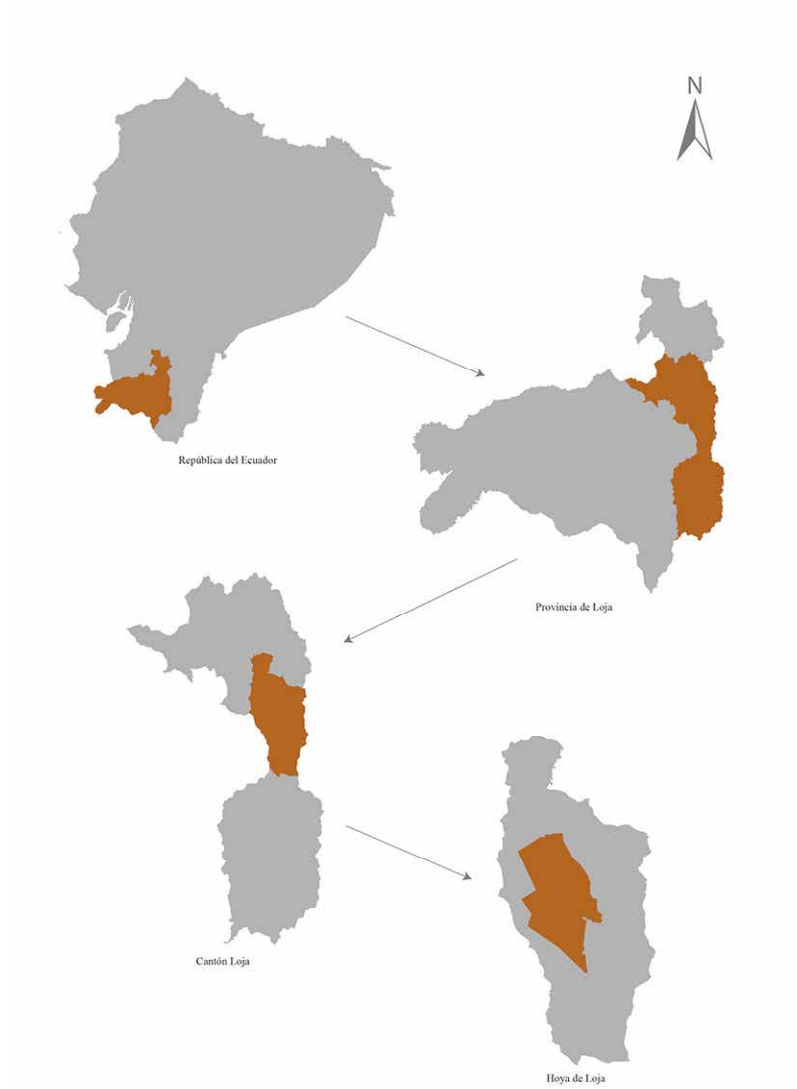 N
República del Ecuador
Provincia de Loja
Cantón Loja
Hoya de Loja